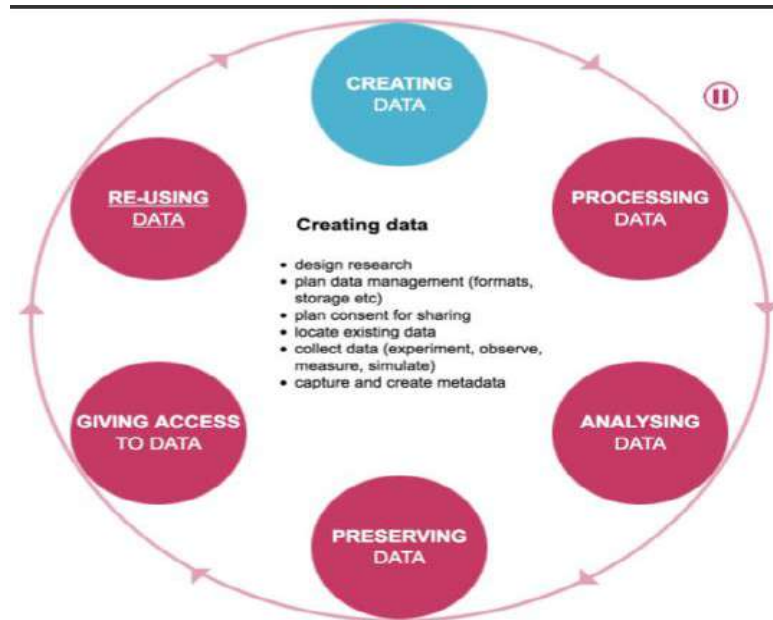 CREATING
DATA
PROCESSING
DATA
RE-USING
DATA
Creating data
• design research
• plan data management (formats,
storage etc)
• plan consent for sharing
• locate existing data
• collect data (experiment, observe,
measure, simulate)
• capture and create metadata
ANALYSING
DATA
GIVING ACCESS
TO DATA
PRESERVING
DATA